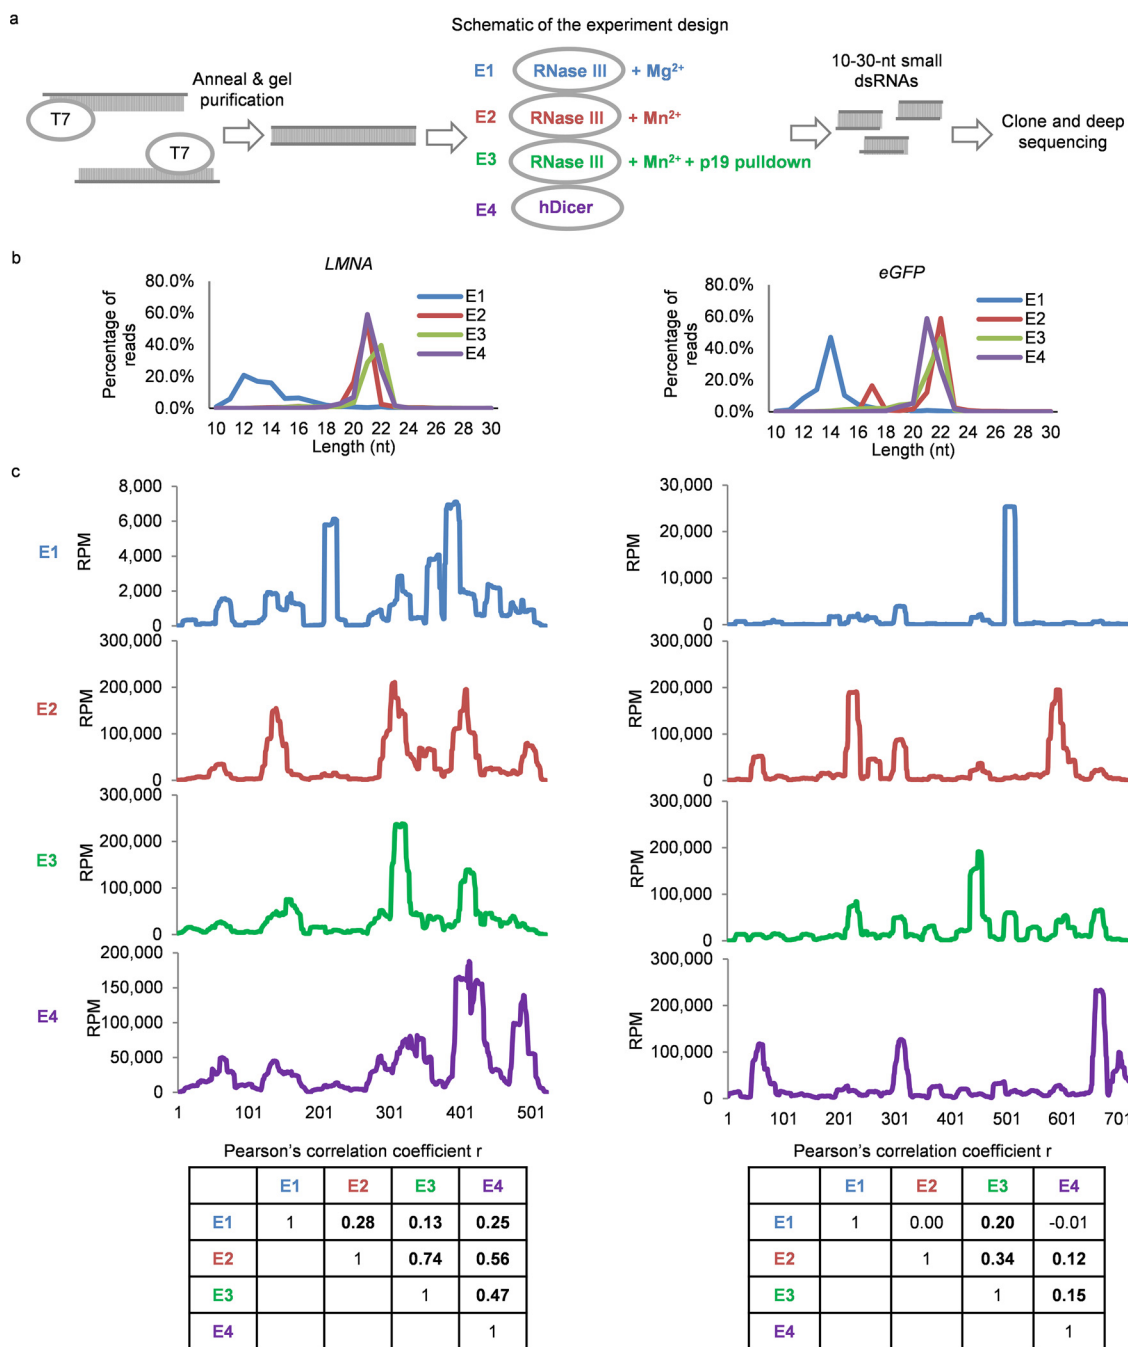 a
Schematic of the experiment design
T7
T7
Anneal & gel
purification
E1 RNase III + Mg²⁺
E2 RNase III + Mn²⁺
E3 RNase III + Mn²⁺ + p19 pulldown
E4 hDicer
10-30-nt small
dsRNAs
Clone and deep
sequencing
b
LMNA
Percentage of
reads
80.0%
60.0%
40.0%
20.0%
0.0%
E1
E2
E3
E4
10 12 14 16 18 20 22 24 26 28 30
Length (nt)
eGFP
Percentage of
reads
80.0%
60.0%
40.0%
20.0%
0.0%
E1
E2
E3
E4
10 12 14 16 18 20 22 24 26 28 30
Length (nt)
c
E1
RPM
8,000
6,000
4,000
2,000
0
RPM
30,000
20,000
10,000
0
E2
RPM
300,000
200,000
100,000
0
RPM
300,000
200,000
100,000
0
E3
RPM
300,000
200,000
100,000
0
RPM
300,000
200,000
100,000
0
E4
RPM
200,000
150,000
100,000
50,000
0
1 101 201 301 401 501
RPM
300,000
200,000
100,000
0
1 101 201 301 401 501 601 701
Pearson's correlation coefficient r
E1 E2 E3 E4
E1 1 0.28 0.13 0.25
E2 1 0.74 0.56
E3 1 0.47
E4 1
Pearson's correlation coefficient r
E1 E2 E3 E4
E1 1 0.00 0.20 -0.01
E2 1 0.34 0.12
E3 1 0.15
E4 1